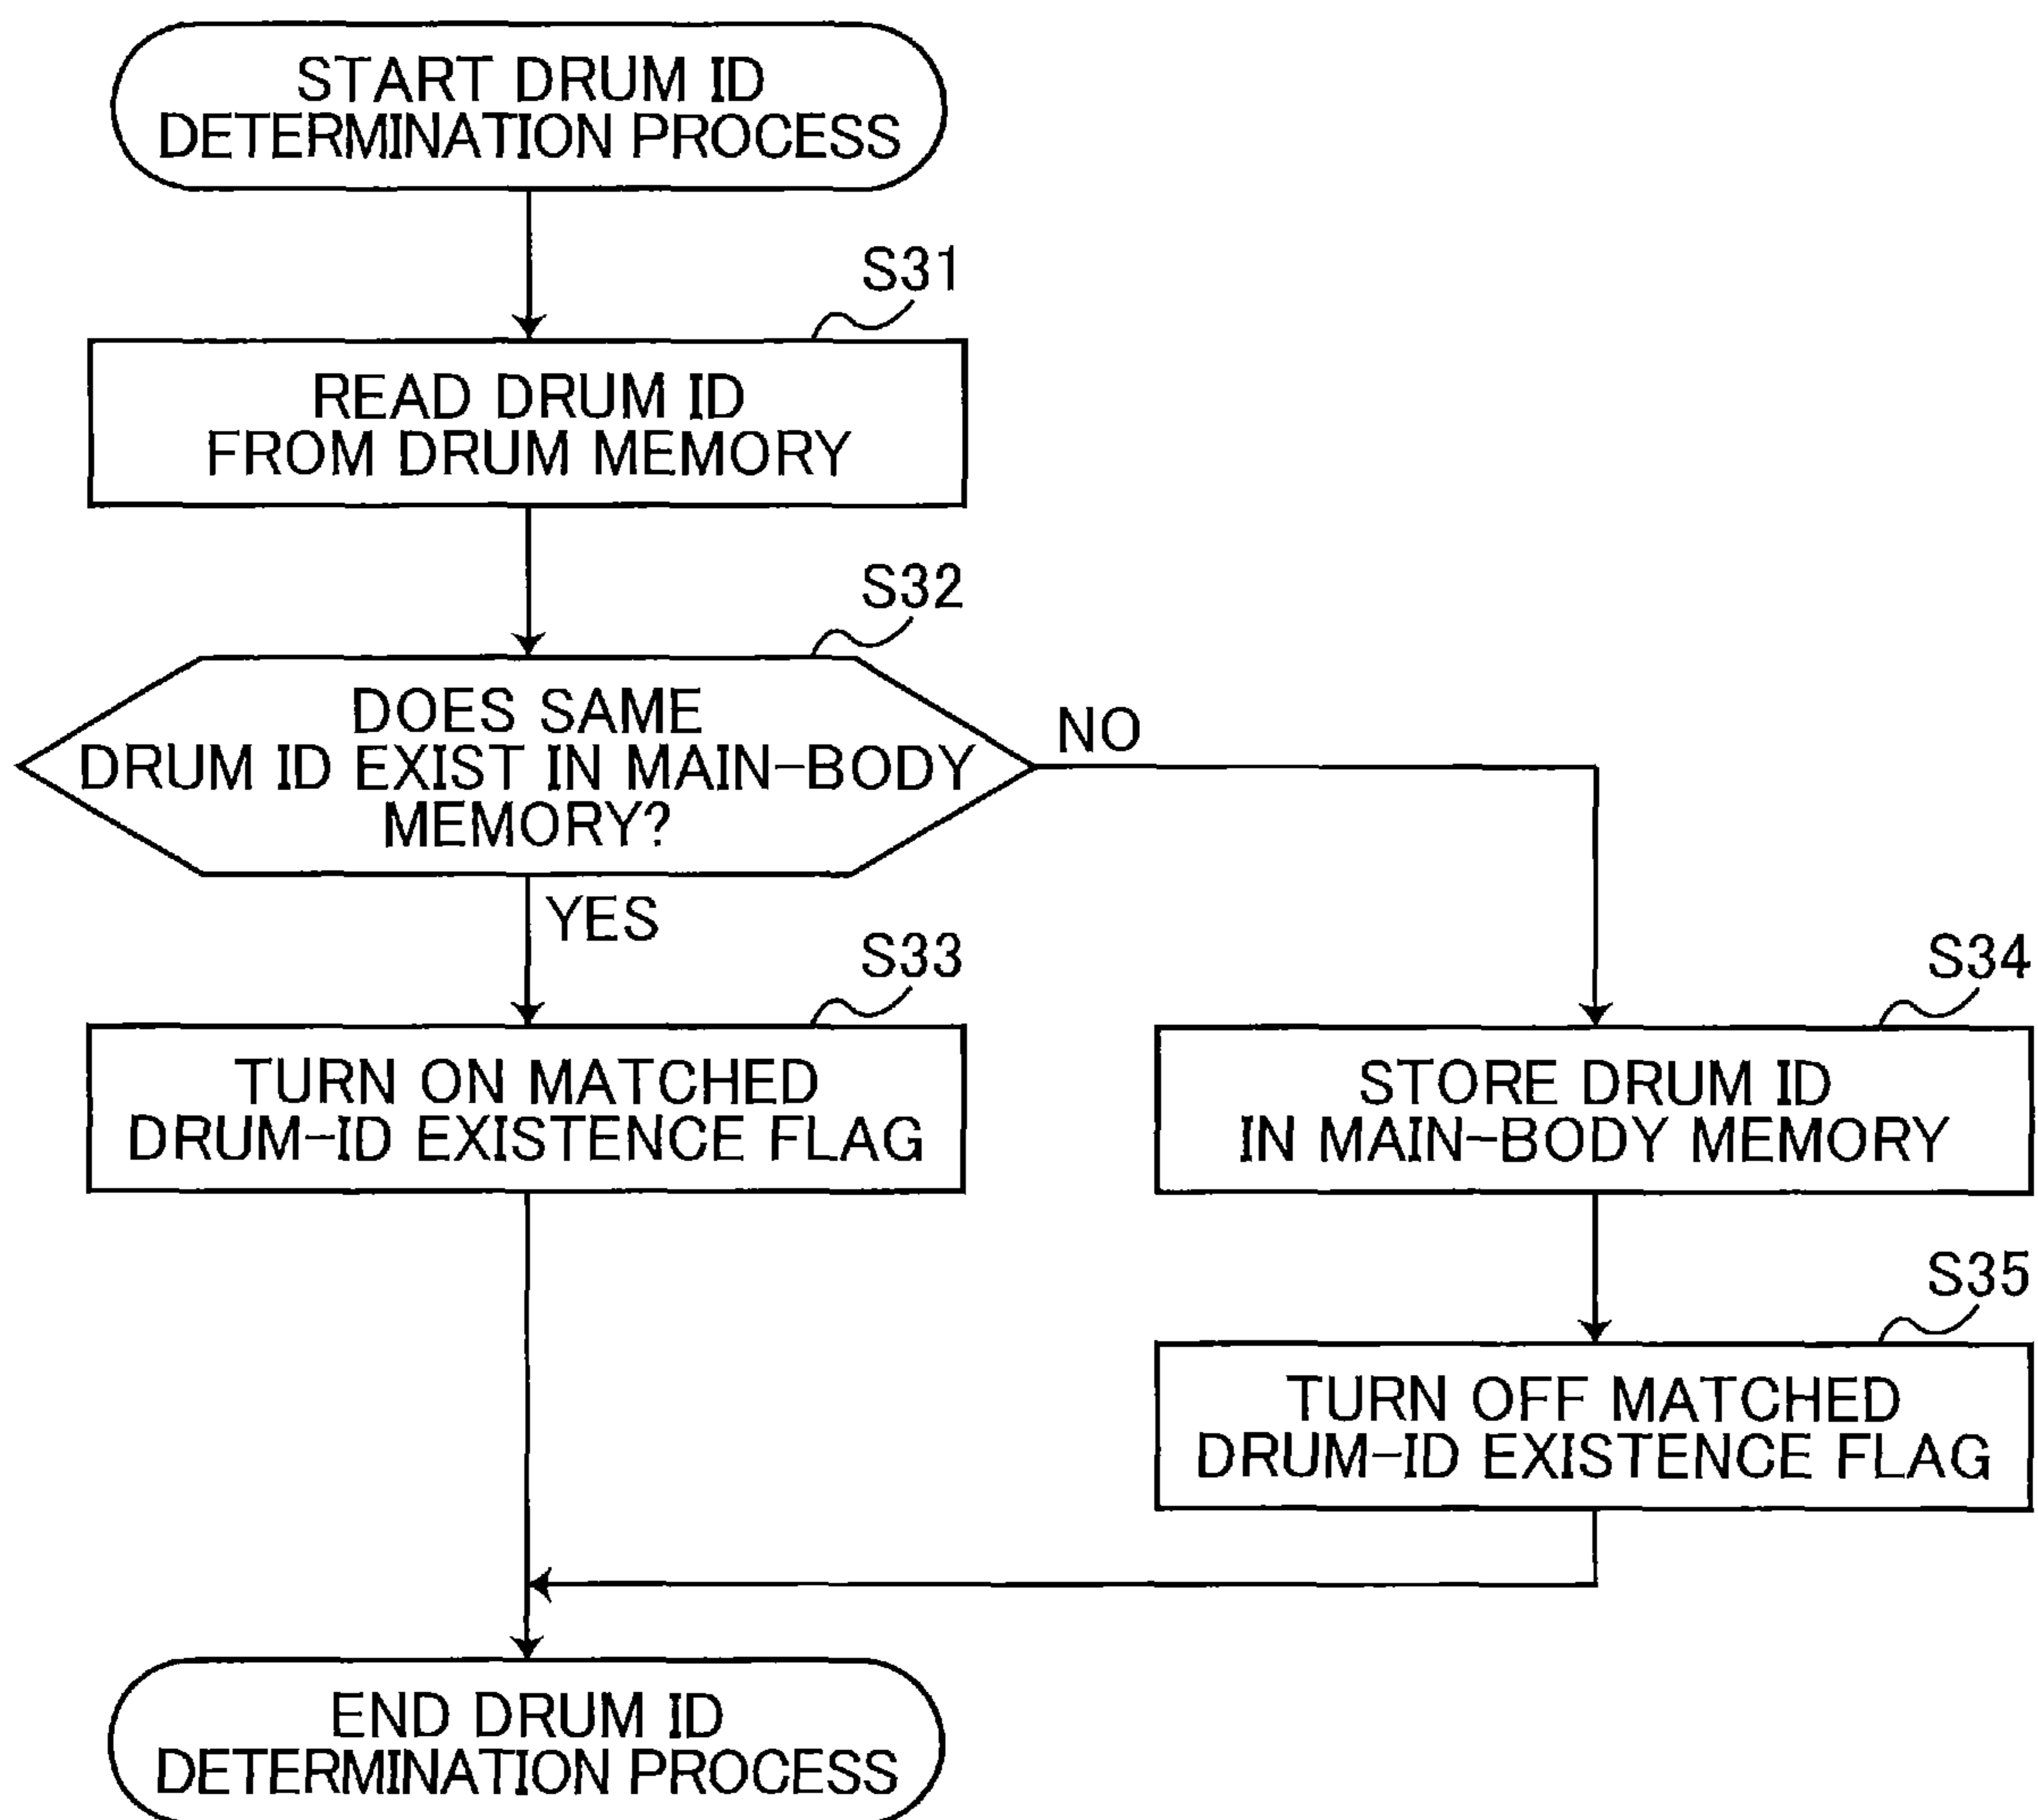 START DRUM ID
DETERMINATION PROCESS
S31
READ DRUM ID
FROM DRUM MEMORY
S32
DOES SAME
DRUM ID EXIST IN MAIN-BODY
MEMORY?
NO
YES
S33
TURN ON MATCHED
DRUM-ID EXISTENCE FLAG
S34
STORE DRUM ID
IN MAIN-BODY MEMORY
S35
TURN OFF MATCHED
DRUM-ID EXISTENCE FLAG
END DRUM ID
DETERMINATION PROCESS